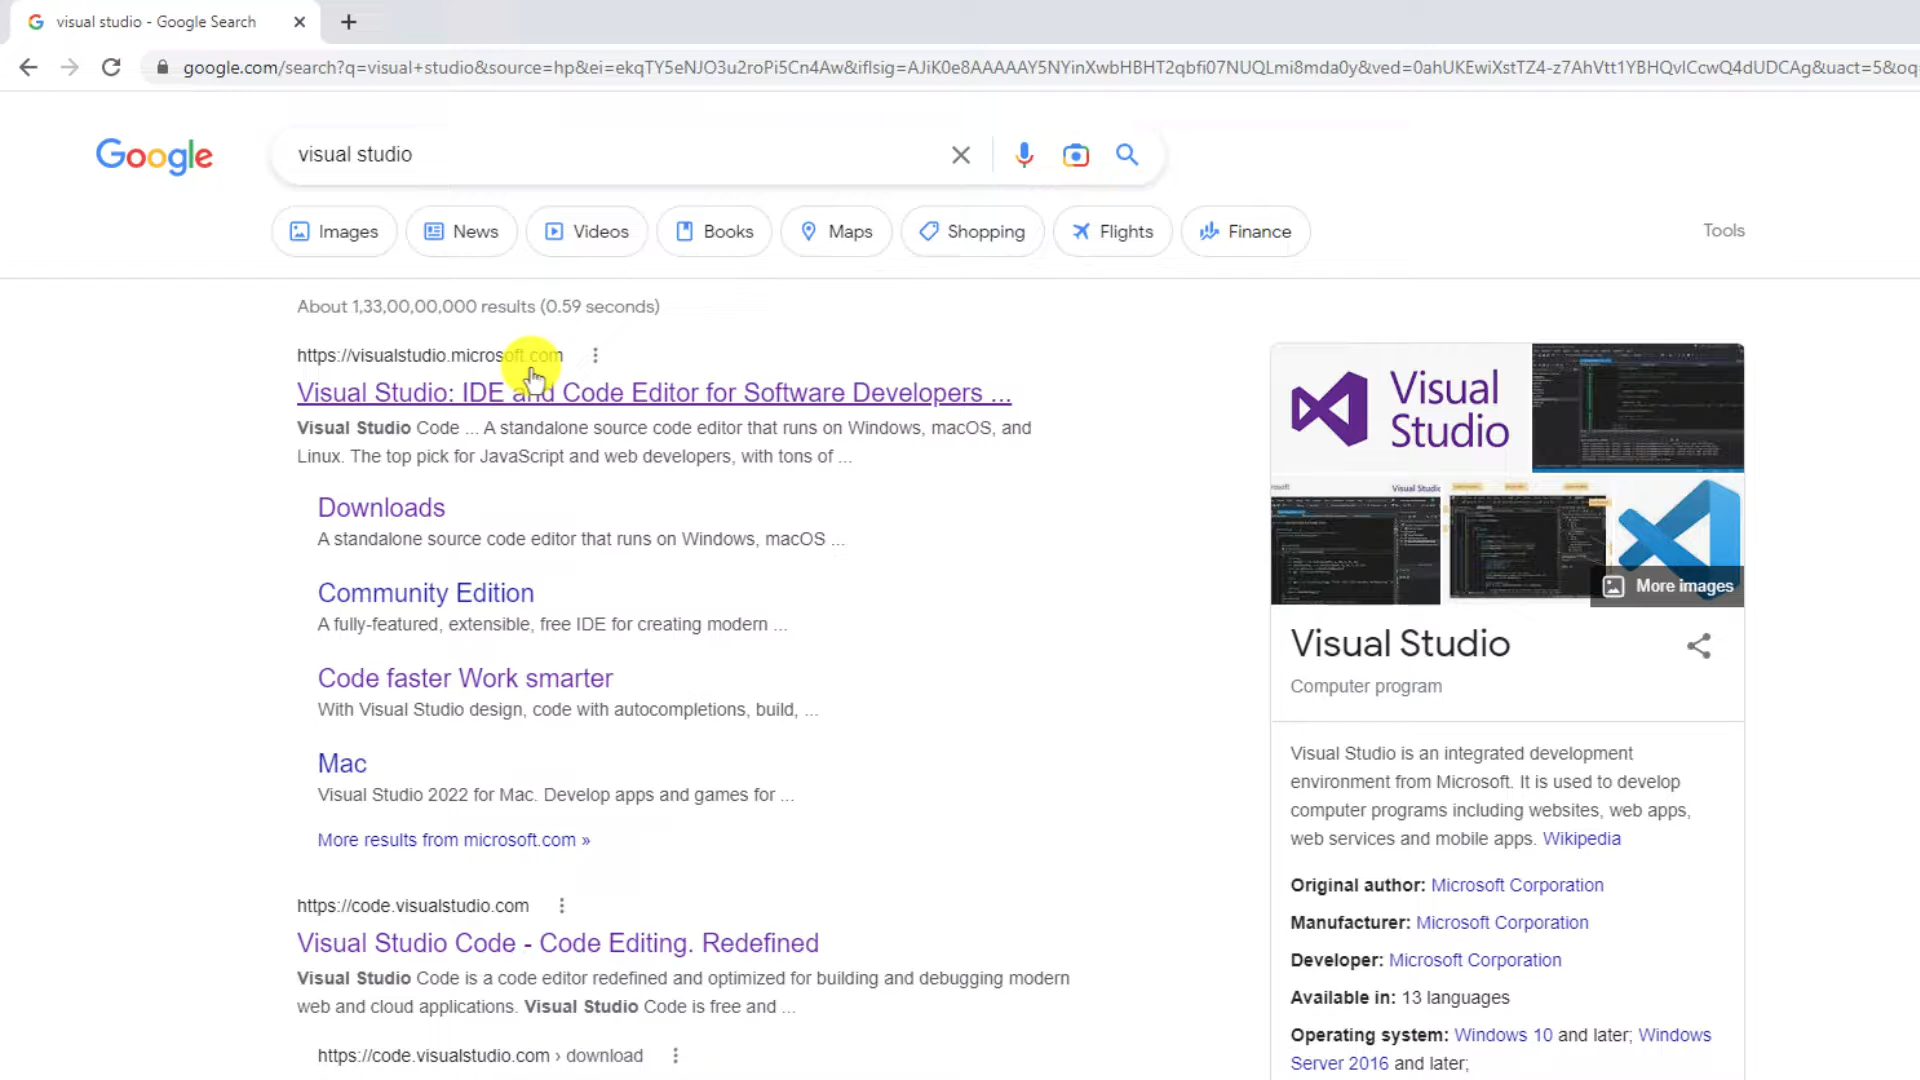 visual studio - Google Search
google.com/search?q=visual+studio&source=hp&ei=ekqTY5eNJO3u2roPi5Cn4Aw&iflsig=AJiK0e8AAAAAY5NYinXwbHBHT2qbfi07NUQLmi8mda0y&ved=0ahUKEwiXstTZ4-z7AhVtt1YBHQvICcwQ4dUDCAg&uact=5&oq
Google
visual studio
Images
News
Videos
Books
Maps
Shopping
Flights
Finance
Tools
About 1,33,00,00,000 results (0.59 seconds)
https://visualstudio.microsoft.com
Visual Studio: IDE and Code Editor for Software Developers ...
Visual Studio Code ... A standalone source code editor that runs on Windows, macOS, and
Linux. The top pick for JavaScript and web developers, with tons of ...
Downloads
A standalone source code editor that runs on Windows, macOS ...
Community Edition
A fully-featured, extensible, free IDE for creating modern ...
Code faster Work smarter
With Visual Studio design, code with autocompletions, build, ...
Mac
Visual Studio 2022 for Mac. Develop apps and games for ...
More results from microsoft.com »
https://code.visualstudio.com
Visual Studio Code - Code Editing. Redefined
Visual Studio Code is a code editor redefined and optimized for building and debugging modern
web and cloud applications. Visual Studio Code is free and ...
https://code.visualstudio.com › download
Visual
Studio
Visual Studio
More images
Visual Studio
Computer program
Visual Studio is an integrated development
environment from Microsoft. It is used to develop
computer programs including websites, web apps,
web services and mobile apps. Wikipedia
Original author: Microsoft Corporation
Manufacturer: Microsoft Corporation
Developer: Microsoft Corporation
Available in: 13 languages
Operating system: Windows 10 and later; Windows
Server 2016 and later;